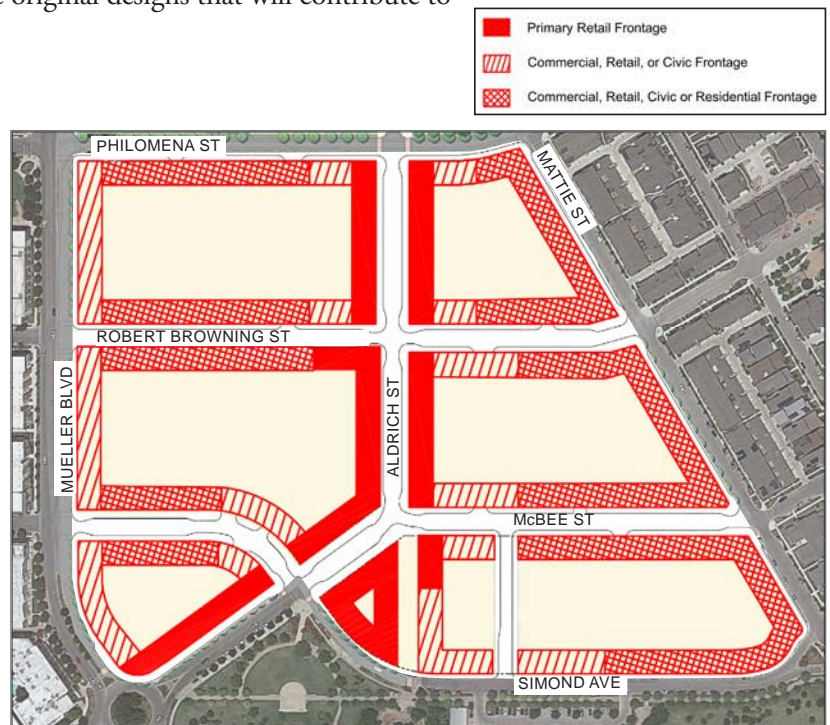 e original designs that will contribute to
Primary Retail Frontage
Commercial, Retail, or Civic Frontage
Commercial, Retail, Civic or Residential Frontage
PHILOMENA ST
MATTIE ST
ROBERT BROWNING ST
MUELLER BLVD
ALDRICH ST
McBEE ST
SIMOND AVE